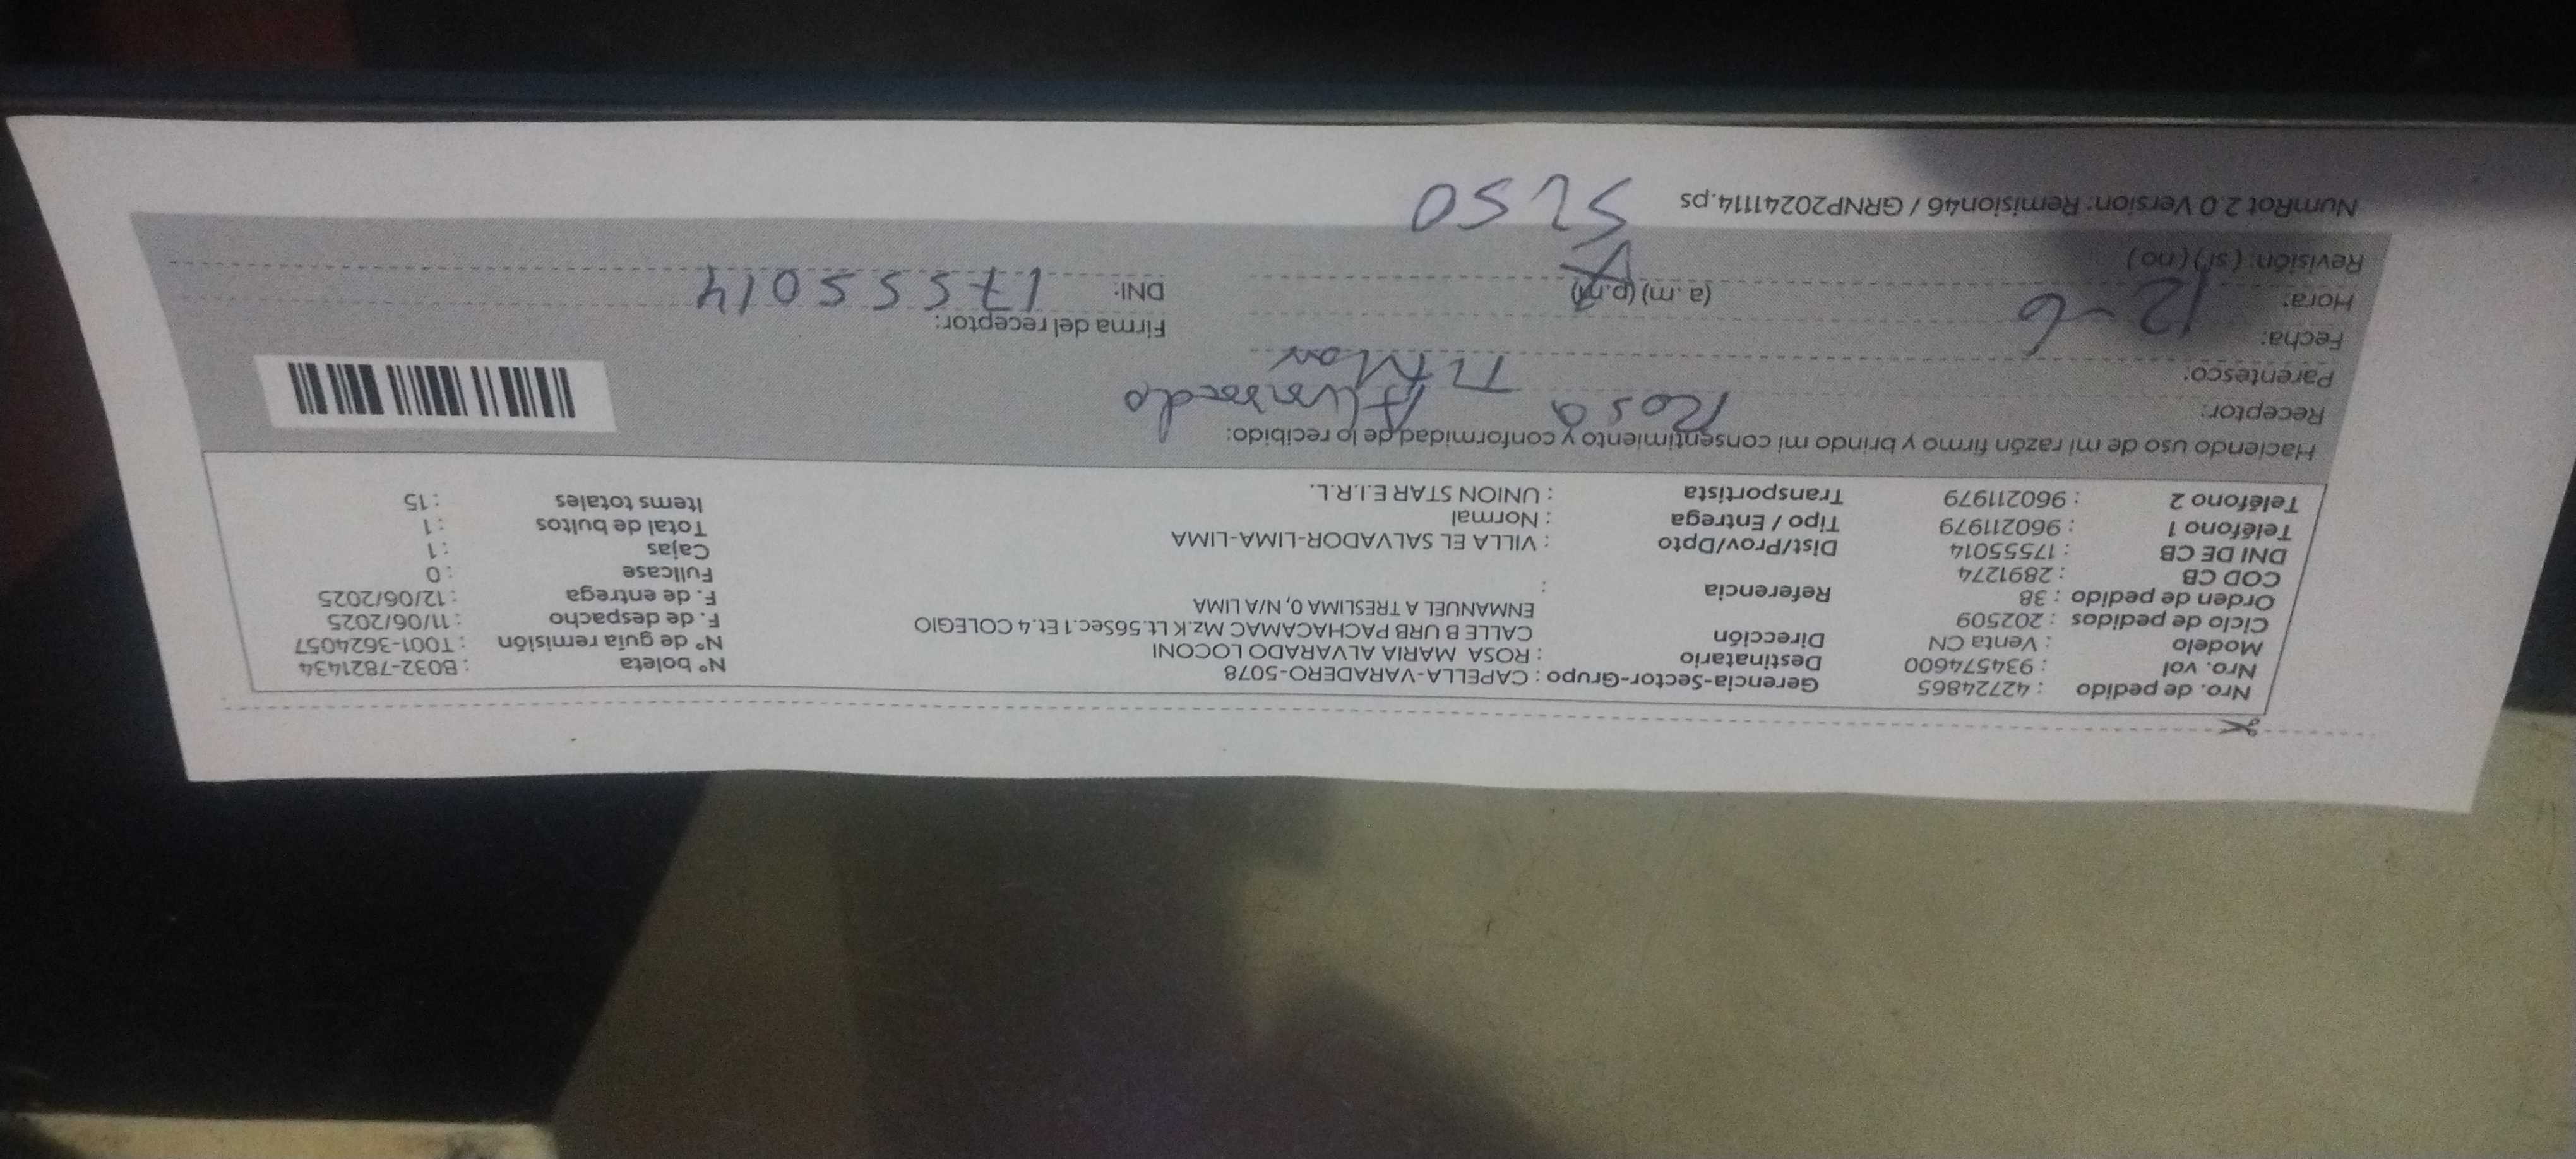 Nro. de pedido : 42724865 Gerencia-Sector-Grupo : CAPELLA-VARADERO-5078 N° boleta : B032-7821434
Nro. vol : 934574600 Destinatario : ROSA MARIA ALVARADO LOCONI N° de guía remisión : T001-3624057
Modelo : Venta CN Dirección CALLE B URB PACHACAMAC Mz.K Lt.56Sec.1 Et.4 COLEGIO F. de despacho : 11/06/2025
Ciclo de pedidos : 202509 ENMANUEL A TRESLIMA 0, N/A LIMA F. de entrega : 12/06/2025
Orden de pedido : 38 Referencia : Fullcase : 0
COD CB : 2891274 Dist/Prov/Dpto : VILLA EL SALVADOR-LIMA-LIMA Cajas : 1
DNI DE CB : 17555014 Tipo / Entrega : Normal Total de bultos : 1
Teléfono 1 : 960211979 Transportista : UNION STAR E.I.R.L. Items totales : 15
Teléfono 2 : 960211979
Haciendo uso de mi razón firmo y brindo mi consentimiento y conformidad de lo recibido:
Receptor: Rosa Alvarado
Parentesco:
Fecha: 12-6 Firma del receptor:
Hora: (a.m) (p.m) DNI: 17555014
Revisión: (si) (no)
NumRot 2.0 Version: Remision46 / GRNP20241114.ps